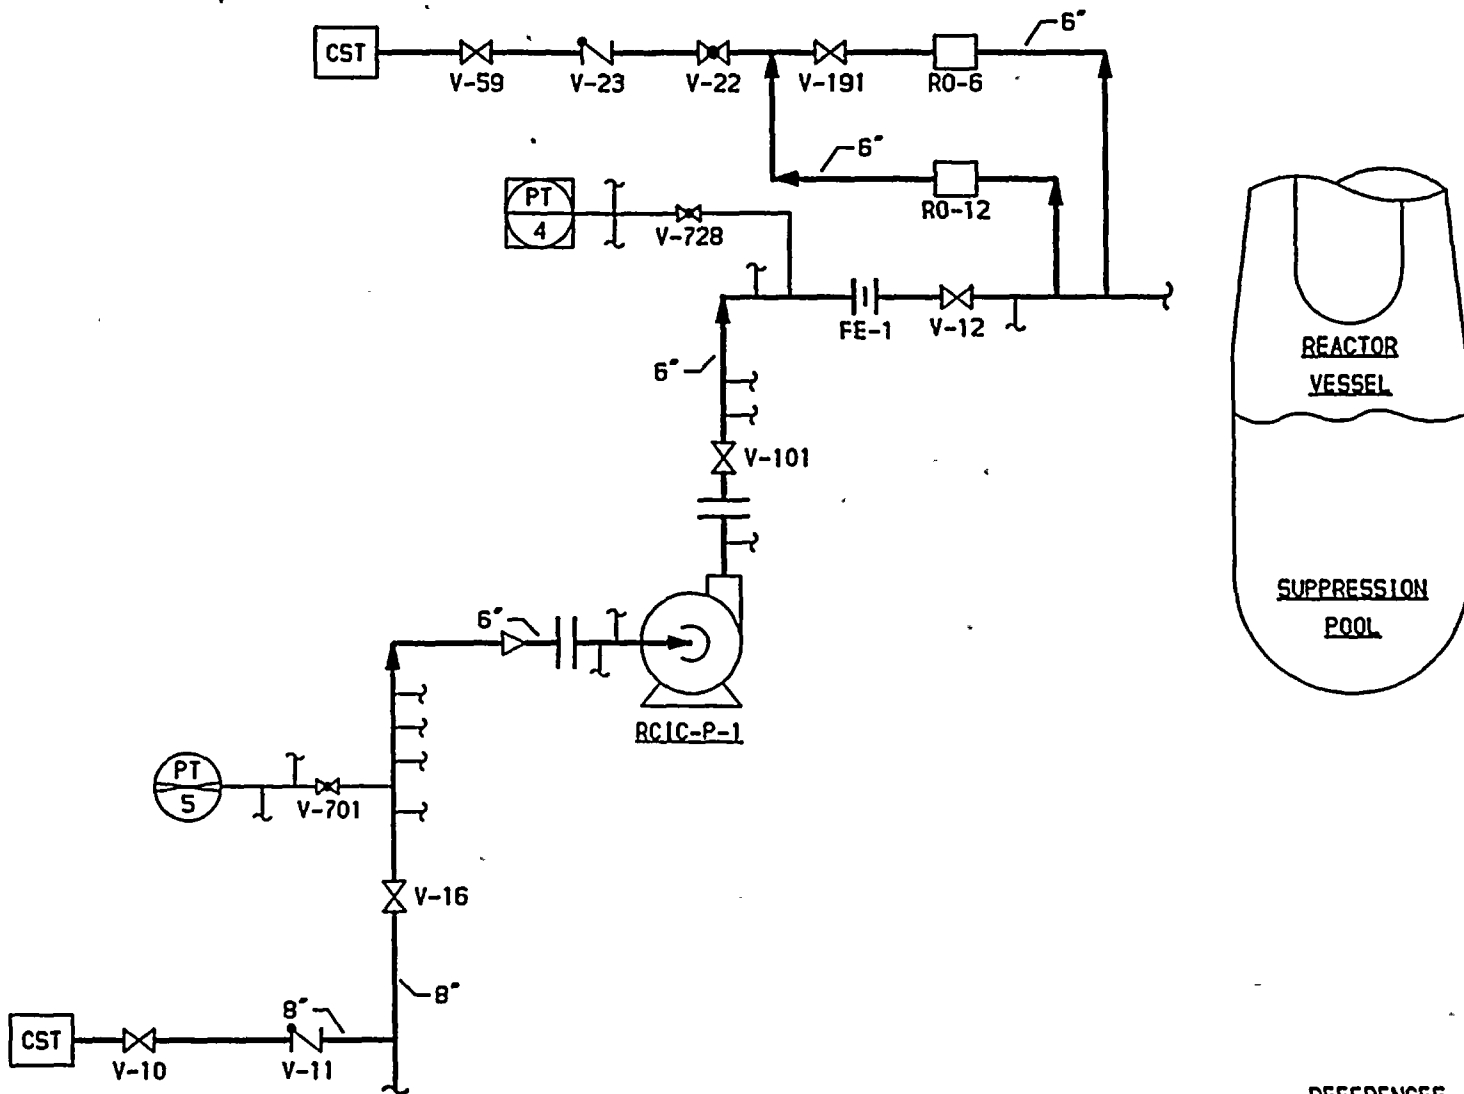 6"
CST
V-59
V-23
V-22
V-191
RO-6
6"
RO-12
PT
4
V-728
FE-1
V-12
REACTOR
VESSEL
6"
V-101
SUPPRESSION
POOL
6"
RCIC-P-1
PT
5
V-701
V-16
8"
8"
CST
V-10
V-11